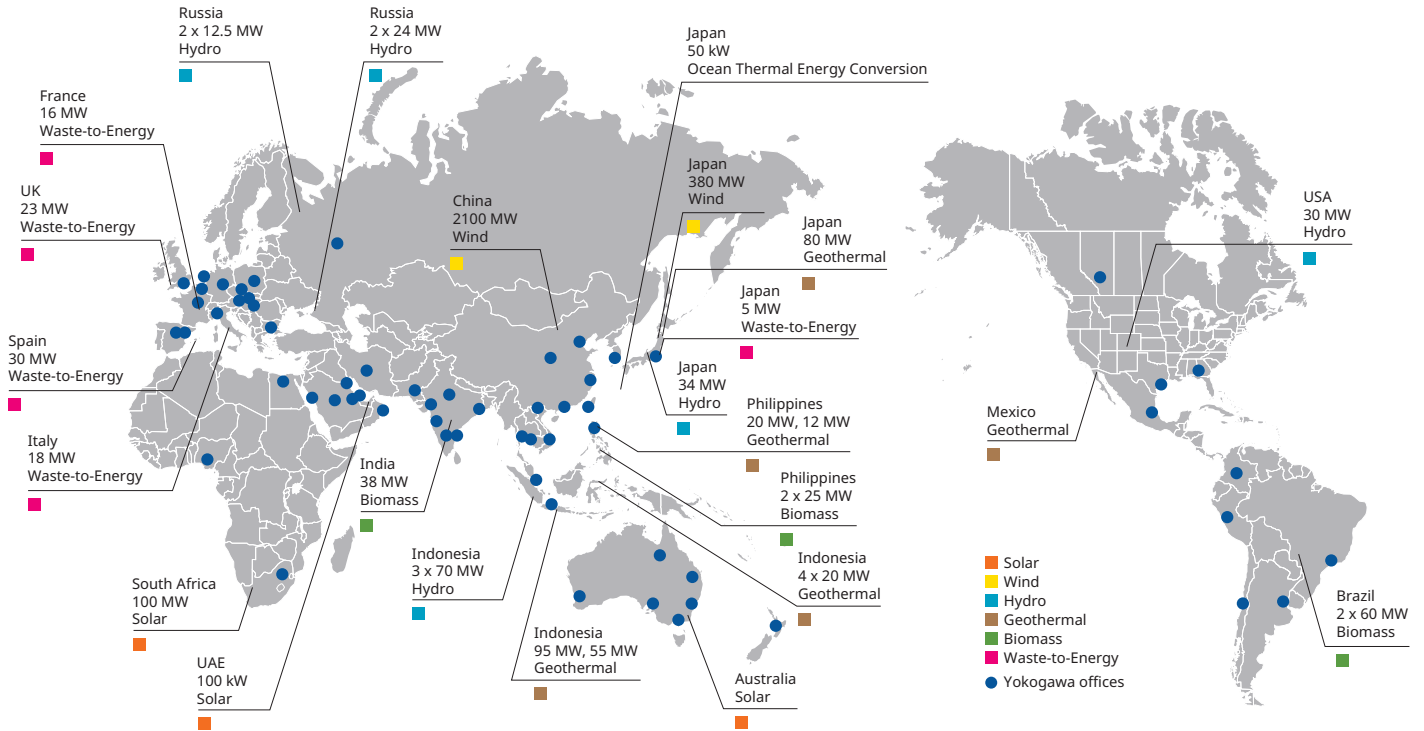 Russia
2 x 12.5 MW
Hydro
Russia
2 x 24 MW
Hydro
Japan
50 kW
Ocean Thermal Energy Conversion
France
16 MW
Waste-to-Energy
UK
23 MW
Waste-to-Energy
China
2100 MW
Wind
Japan
380 MW
Wind
Japan
80 MW
Geothermal
USA
30 MW
Hydro
Japan
5 MW
Waste-to-Energy
Spain
30 MW
Waste-to-Energy
Japan
34 MW
Hydro
Philippines
20 MW, 12 MW
Geothermal
Mexico
Geothermal
Italy
18 MW
Waste-to-Energy
India
38 MW
Biomass
Philippines
2 x 25 MW
Biomass
Indonesia
3 x 70 MW
Hydro
Indonesia
4 x 20 MW
Geothermal
South Africa
100 MW
Solar
Indonesia
95 MW, 55 MW
Geothermal
UAE
100 kW
Solar
Australia
Solar
Solar
Wind
Hydro
Geothermal
Biomass
Waste-to-Energy
Yokogawa offices
Brazil
2 x 60 MW
Biomass